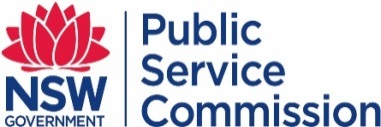 NSW
GOVERNMENT
Public
Service
Commission